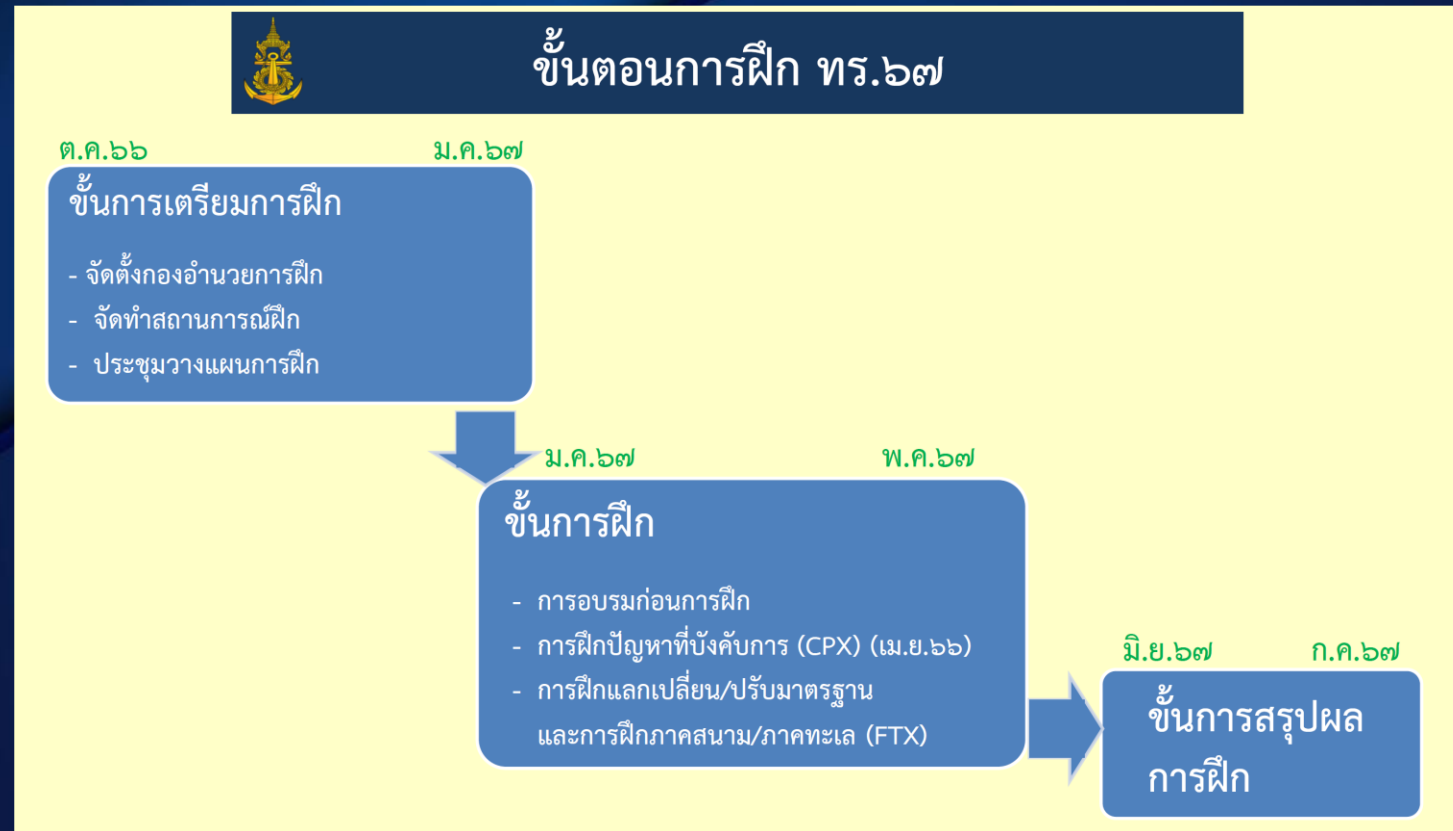 ขั้นตอนการฝึก ทร.๖๗
ต.ค.๖๖ ม.ค.๖๗
ขั้นการเตรียมการฝึก
- จัดตั้งกองอำนวยการฝึก
- จัดทำสถานการณ์ฝึก
- ประชุมวางแผนการฝึก
ม.ค.๖๗ พ.ค.๖๗
ขั้นการฝึก
- การอบรมก่อนการฝึก
- การฝึกปัญหาที่บังคับการ (CPX) (เม.ย.๖๖)
- การฝึกแลกเปลี่ยน/ปรับมาตรฐาน
และการฝึกภาคสนาม/ภาคทะเล (FTX)
มิ.ย.๖๗ ก.ค.๖๗
ขั้นการสรุปผล
การฝึก